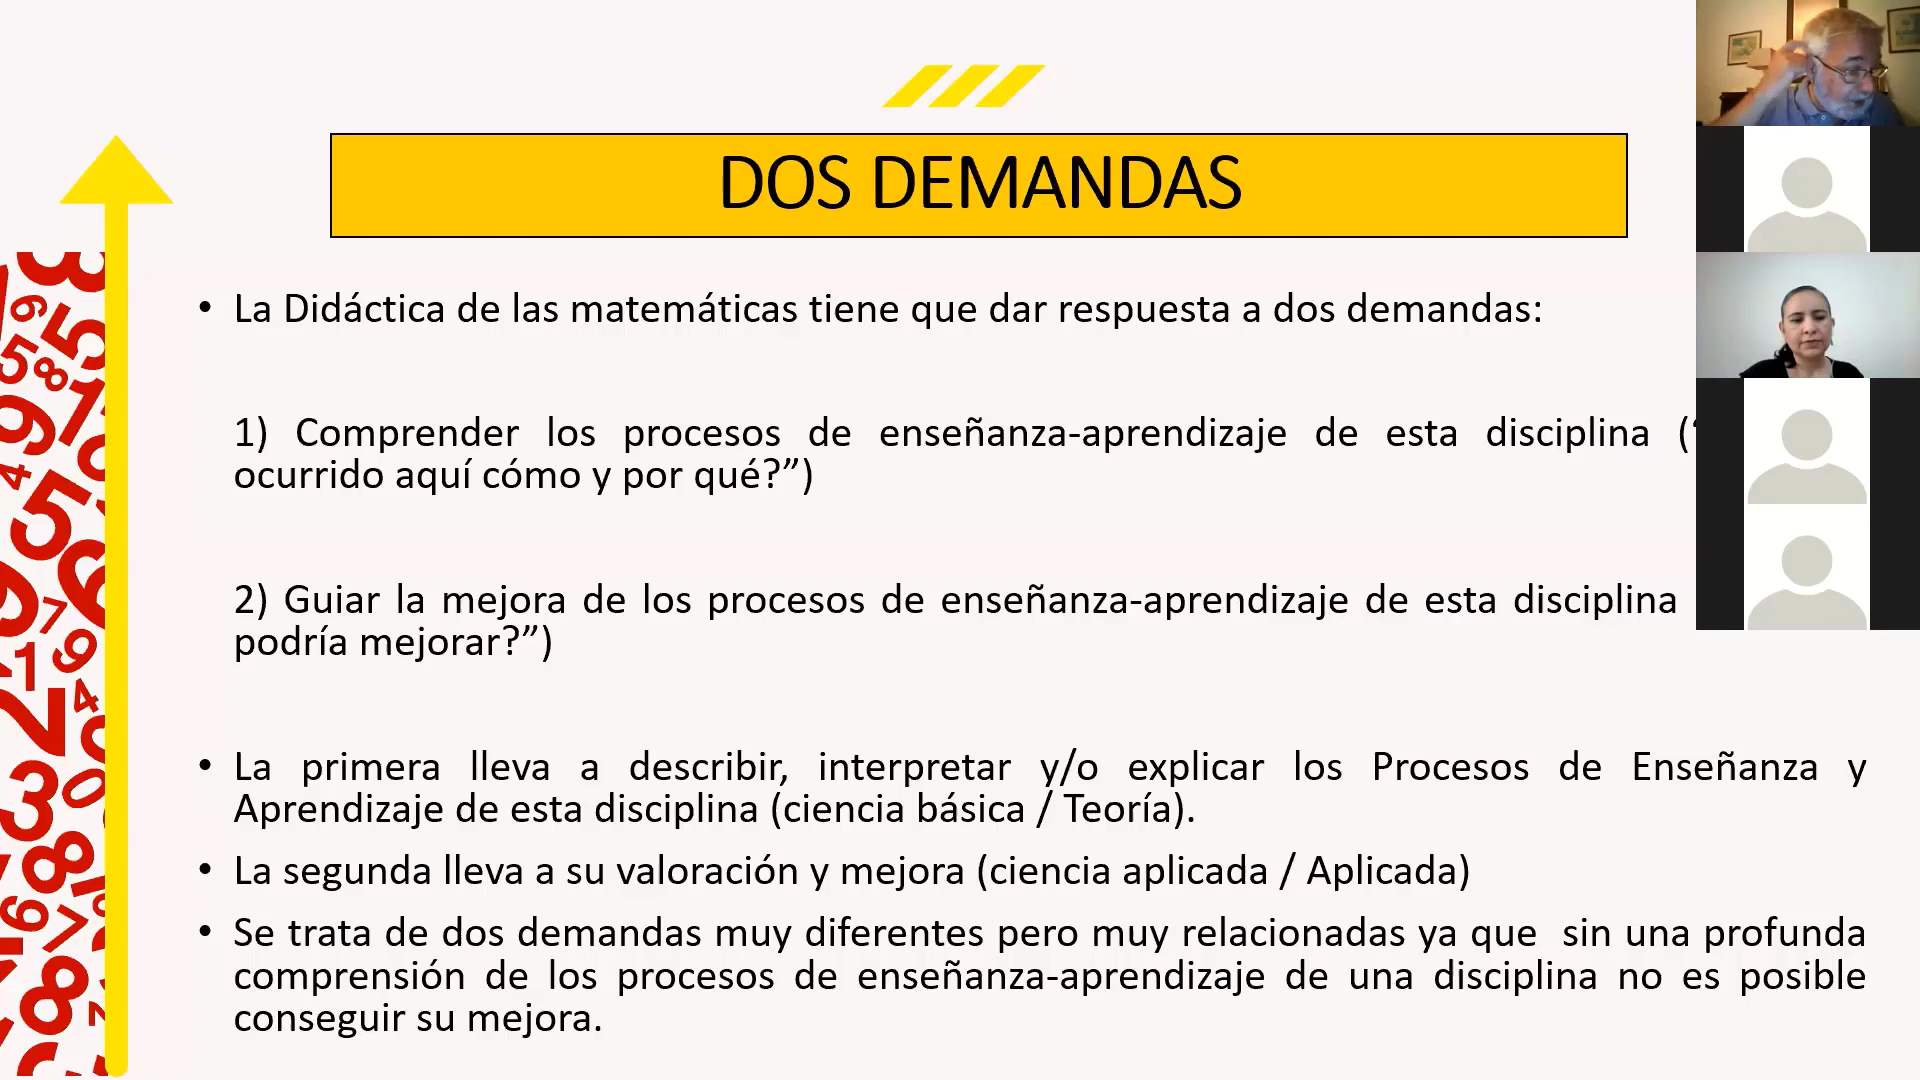 DOS DEMANDAS
• La Didáctica de las matemáticas tiene que dar respuesta a dos demandas:
1) Comprender los procesos de enseñanza-aprendizaje de esta disciplina (“
ocurrido aquí cómo y por qué?”)
2) Guiar la mejora de los procesos de enseñanza-aprendizaje de esta disciplina
podría mejorar?”)
• La primera lleva a describir, interpretar y/o explicar los Procesos de Enseñanza y
Aprendizaje de esta disciplina (ciencia básica / Teoría).
• La segunda lleva a su valoración y mejora (ciencia aplicada / Aplicada)
• Se trata de dos demandas muy diferentes pero muy relacionadas ya que sin una profunda
comprensión de los procesos de enseñanza-aprendizaje de una disciplina no es posible
conseguir su mejora.